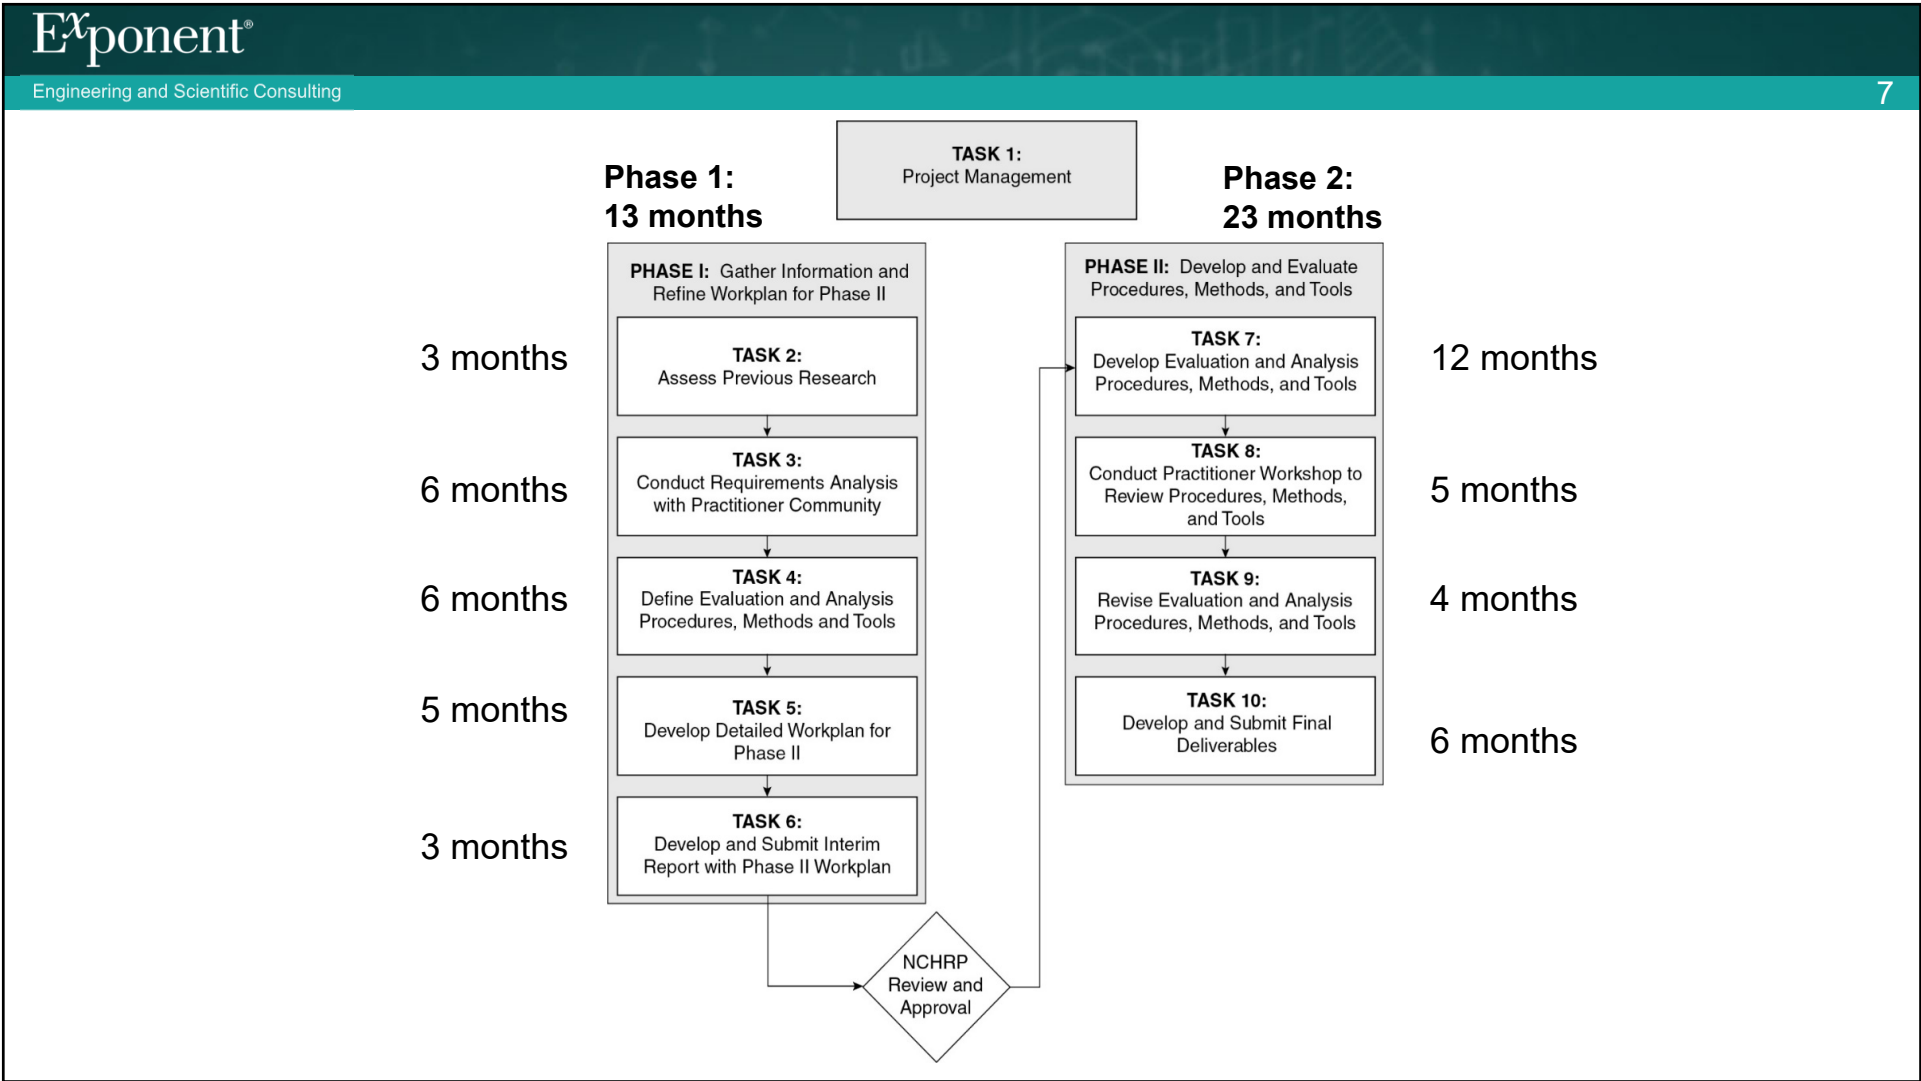 Exponent®
Engineering and Scientific Consulting
7
TASK 1:
Project Management
Phase 1:
13 months
Phase 2:
23 months
PHASE I: Gather Information and
Refine Workplan for Phase II
3 months
TASK 2:
Assess Previous Research
6 months
TASK 3:
Conduct Requirements Analysis
with Practitioner Community
6 months
TASK 4:
Define Evaluation and Analysis
Procedures, Methods and Tools
5 months
TASK 5:
Develop Detailed Workplan for
Phase II
3 months
TASK 6:
Develop and Submit Interim
Report with Phase II Workplan
NCHRP
Review and
Approval
PHASE II: Develop and Evaluate
Procedures, Methods, and Tools
TASK 7:
Develop Evaluation and Analysis
Procedures, Methods, and Tools
12 months
TASK 8:
Conduct Practitioner Workshop to
Review Procedures, Methods,
and Tools
5 months
TASK 9:
Revise Evaluation and Analysis
Procedures, Methods, and Tools
4 months
TASK 10:
Develop and Submit Final
Deliverables
6 months